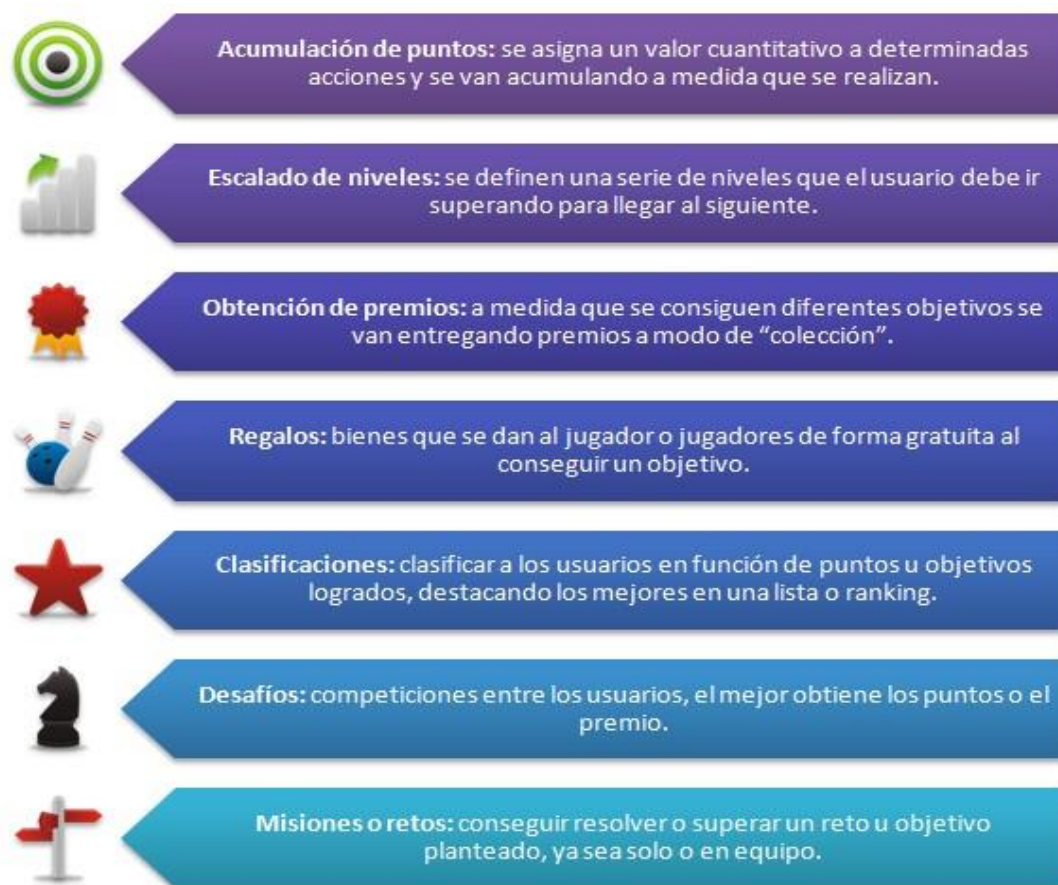 Acumulación de puntos: se asigna un valor cuantitativo a determinadas
acciones y se van acumulando a medida que se realizan.
Escalado de niveles: se definen una serie de niveles que el usuario debe ir
superando para llegar al siguiente.
Obtención de premios: a medida que se consiguen diferentes objetivos se
van entregando premios a modo de “colección”.
Regalos: bienes que se dan al jugador o jugadores de forma gratuita al
conseguir un objetivo.
Clasificaciones: clasificar a los usuarios en función de puntos u objetivos
logrados, destacando los mejores en una lista o ranking.
Desafíos: competiciones entre los usuarios, el mejor obtiene los puntos o el
premio.
Misiones o retos: conseguir resolver o superar un reto u objetivo
planteado, ya sea solo o en equipo.